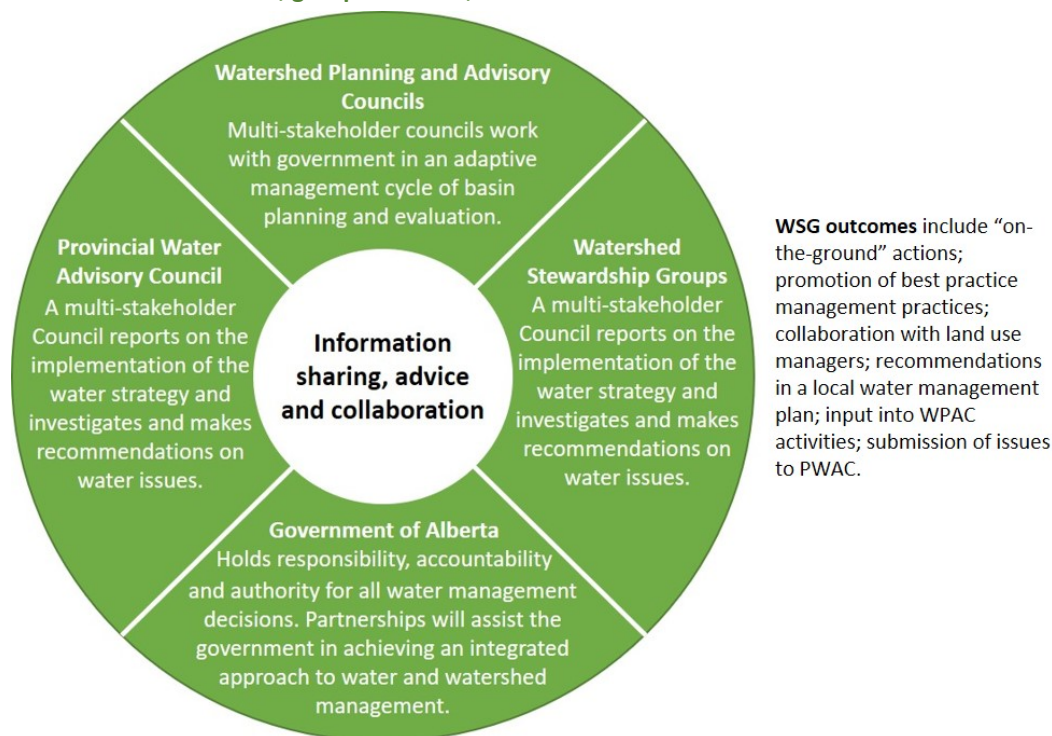 Watershed Planning and Advisory
Councils
Multi-stakeholder councils work
with government in an adaptive
management cycle of basin
planning and evaluation.
Provincial Water
Advisory Council
A multi-stakeholder
Council reports on the
implementation of the
water strategy and
investigates and makes
recommendations on
water issues.
Information
sharing, advice
and collaboration
Watershed
Stewardship Groups
A multi-stakeholder
Council reports on the
implementation of the
water strategy and
investigates and makes
recommendations on
water issues.
Government of Alberta
Holds responsibility, accountability
and authority for all water management
decisions. Partnerships will assist the
government in achieving an integrated
approach to water and watershed
management.
WSG outcomes include “on-
the-ground” actions;
promotion of best practice
management practices;
collaboration with land use
managers; recommendations
in a local water management
plan; input into WPAC
activities; submission of issues
to PWAC.